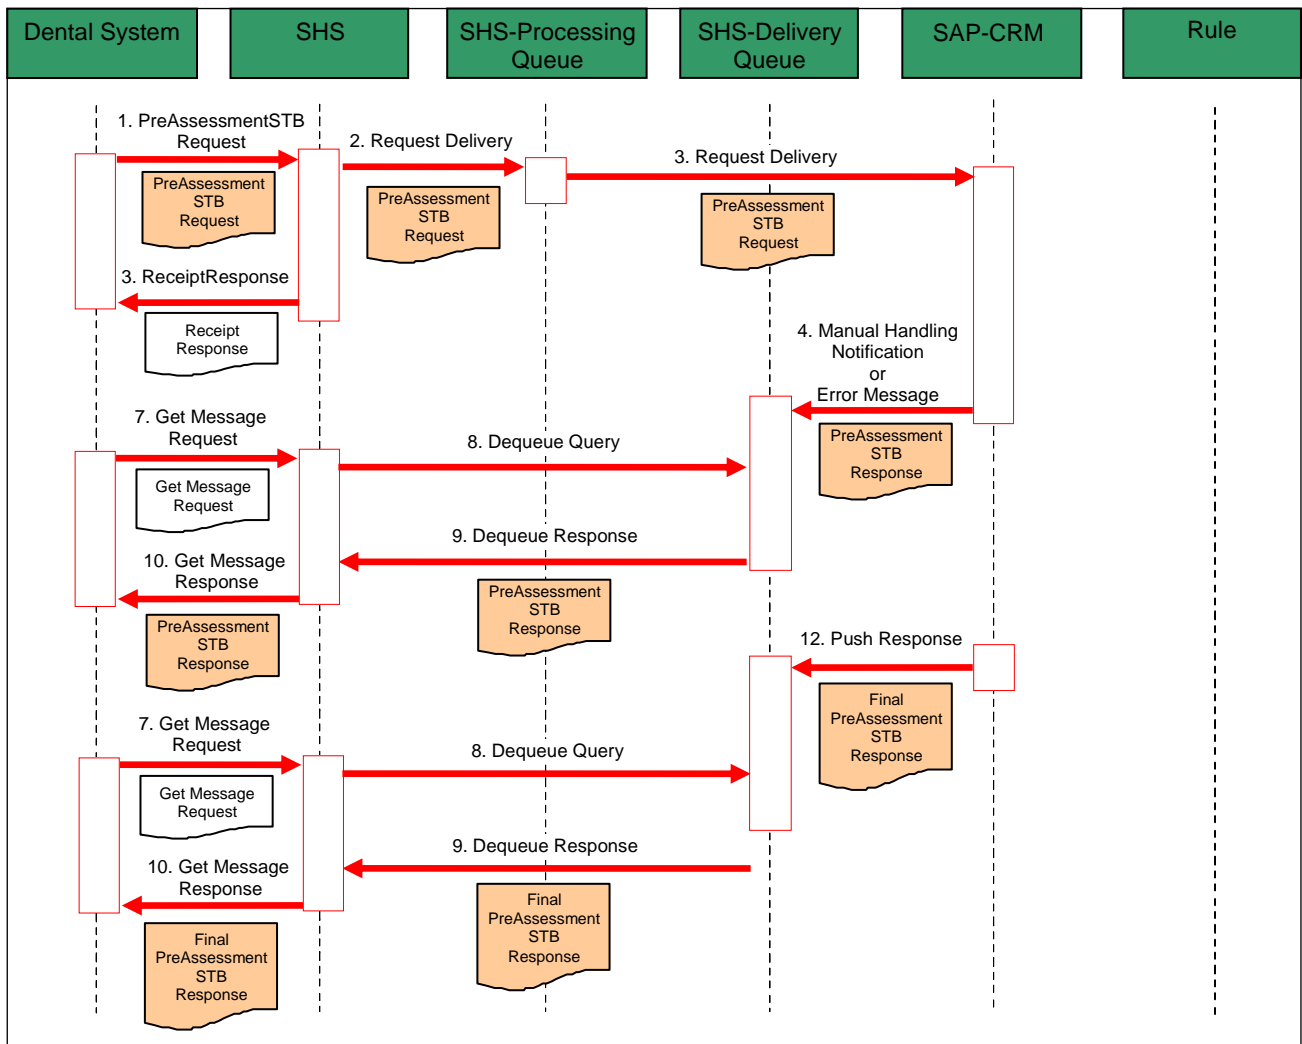 Dental System
SHS
SHS-Processing
Queue
SHS-Delivery
Queue
SAP-CRM
Rule
1. PreAssessmentSTB
Request
2. Request Delivery
3. Request Delivery
PreAssessment
STB
Request
PreAssessment
STB
Request
PreAssessment
STB
Request
3. ReceiptResponse
Receipt
Response
4. Manual Handling
Notification
or
Error Message
PreAssessment
STB
Response
7. Get Message
Request
8. Dequeue Query
Get Message
Request
9. Dequeue Response
10. Get Message
Response
PreAssessment
STB
Response
PreAssessment
STB
Response
12. Push Response
Final
PreAssessment
STB
Response
7. Get Message
Request
8. Dequeue Query
Get Message
Request
9. Dequeue Response
10. Get Message
Response
Final
PreAssessment
STB
Response
Final
PreAssessment
STB
Response